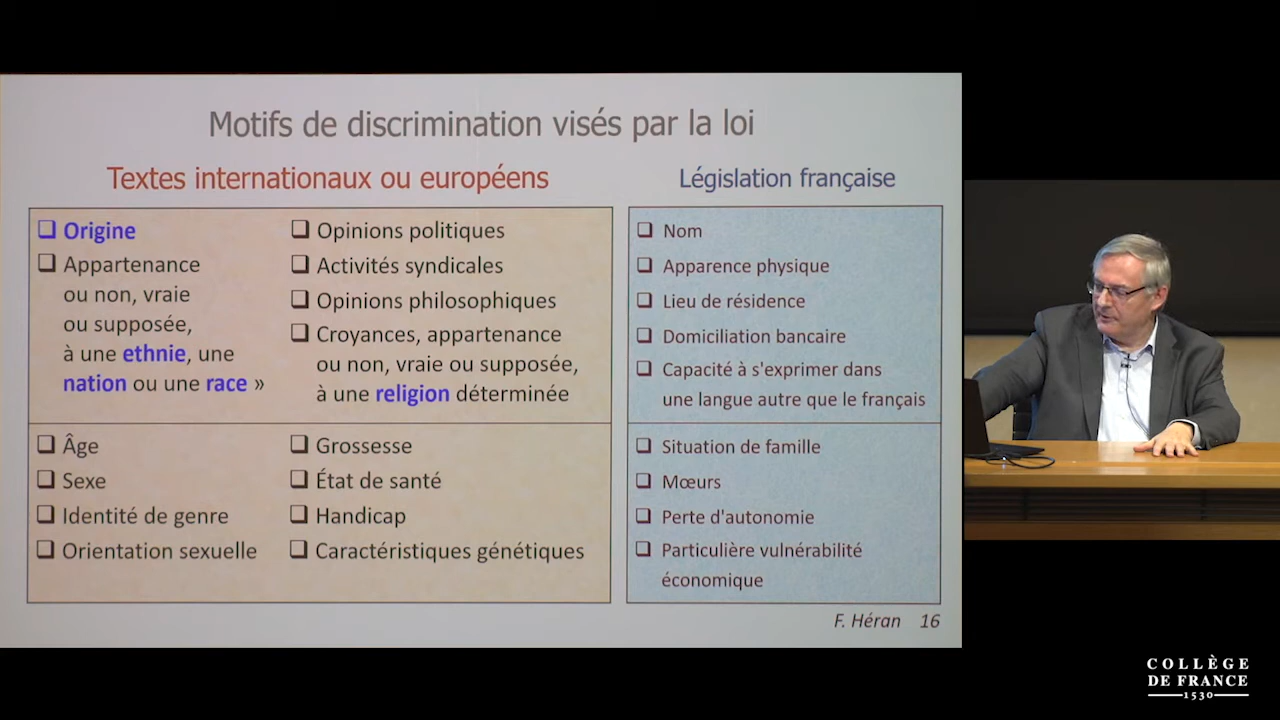 Motifs de discrimination visés par la loi
Textes internationaux ou européens
❑ Origine
❑ Appartenance
ou non, vraie
ou supposée,
à une ethnie, une
nation ou une race »
❑ Opinions politiques
❑ Activités syndicales
❑ Opinions philosophiques
❑ Croyances, appartenance
ou non, vraie ou supposée,
à une religion déterminée
❑ Âge
❑ Sexe
❑ Identité de genre
❑ Orientation sexuelle
❑ Grossesse
❑ État de santé
❑ Handicap
❑ Caractéristiques génétiques
Législation française
❑ Nom
❑ Apparence physique
❑ Lieu de résidence
❑ Domiciliation bancaire
❑ Capacité à s'exprimer dans
une langue autre que le français
❑ Situation de famille
❑ Mœurs
❑ Perte d'autonomie
❑ Particulière vulnérabilité
économique
F. Héran 16
COLLÈGE
DE FRANCE
1530